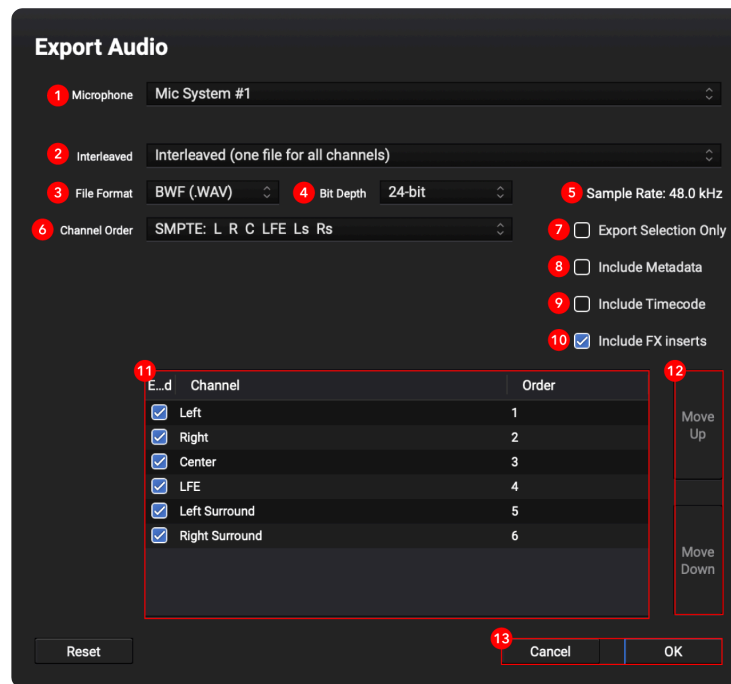 Export Audio
1 Microphone Mic System #1
2 Interleaved Interleaved (one file for all channels)
3 File Format BWF (.WAV) 4 Bit Depth 24-bit 5 Sample Rate: 48.0 kHz
6 Channel Order SMPTE: L R C LFE Ls Rs 7 Export Selection Only
8 Include Metadata
9 Include Timecode
10 Include FX inserts
11 12
E...d Channel Order
Left 1
Right 2
Center 3
LFE 4
Left Surround 5
Right Surround 6
Move
Up
Move
Down
13
Reset Cancel OK